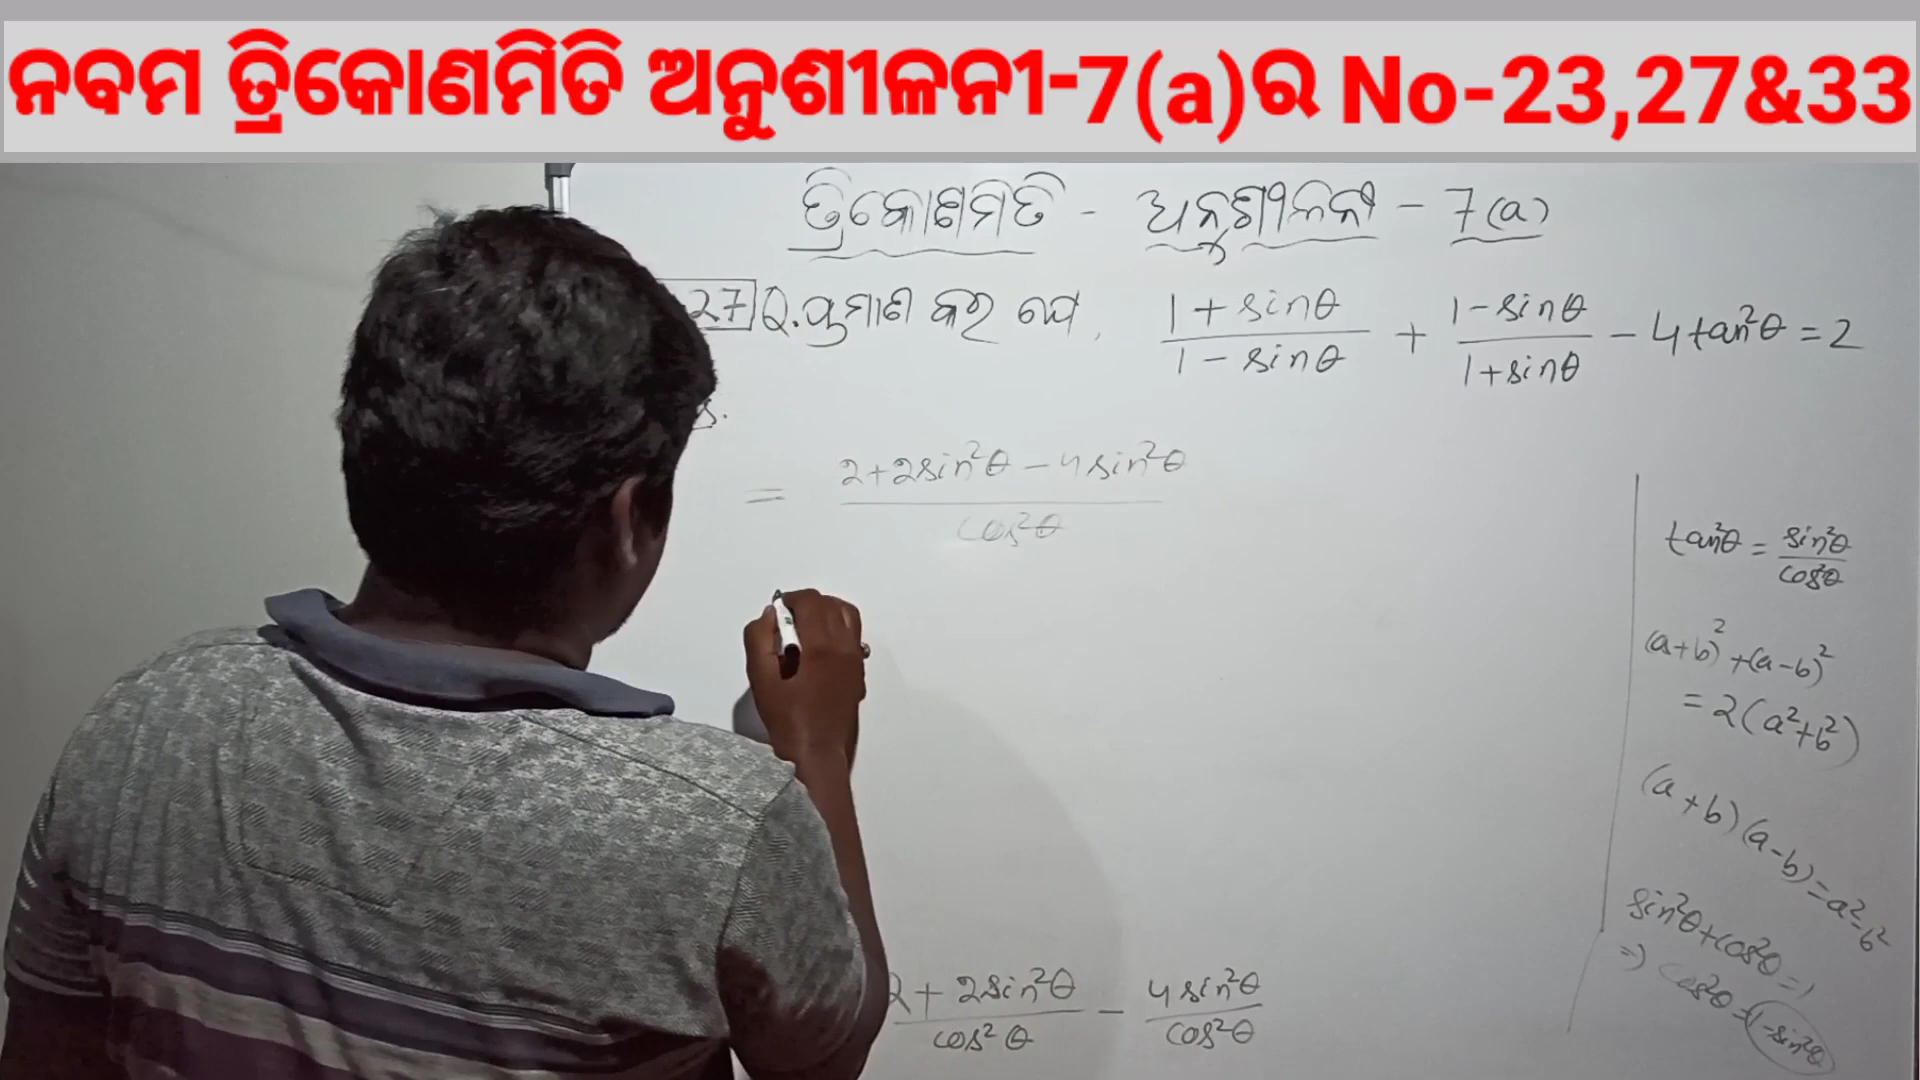 ନବମ ତ୍ରିକୋଣମିତି ଅନୁଶୀଳନୀ-7(a)ର No-23,27&33
ତ୍ରିକୋଣମିତି - ଅନୁଶୀଳନୀ - 7(a)
27 Q. ପ୍ରମାଣ କର ଯେ, (1+sinθ)/(1-sinθ) + (1-sinθ)/(1+sinθ) - 4tan²θ = 2
= (2+2sin²θ-4sin²θ)/cos²θ
(2+2sin²θ)/cos²θ - 4sin²θ/cos²θ
tan²θ = sin²θ/cos²θ
(a+b)²+(a-b)²
= 2(a²+b²)
(a+b)(a-b)=a²-b²
sin²θ+cos²θ=1
⇒ cos²θ=1-sin²θ